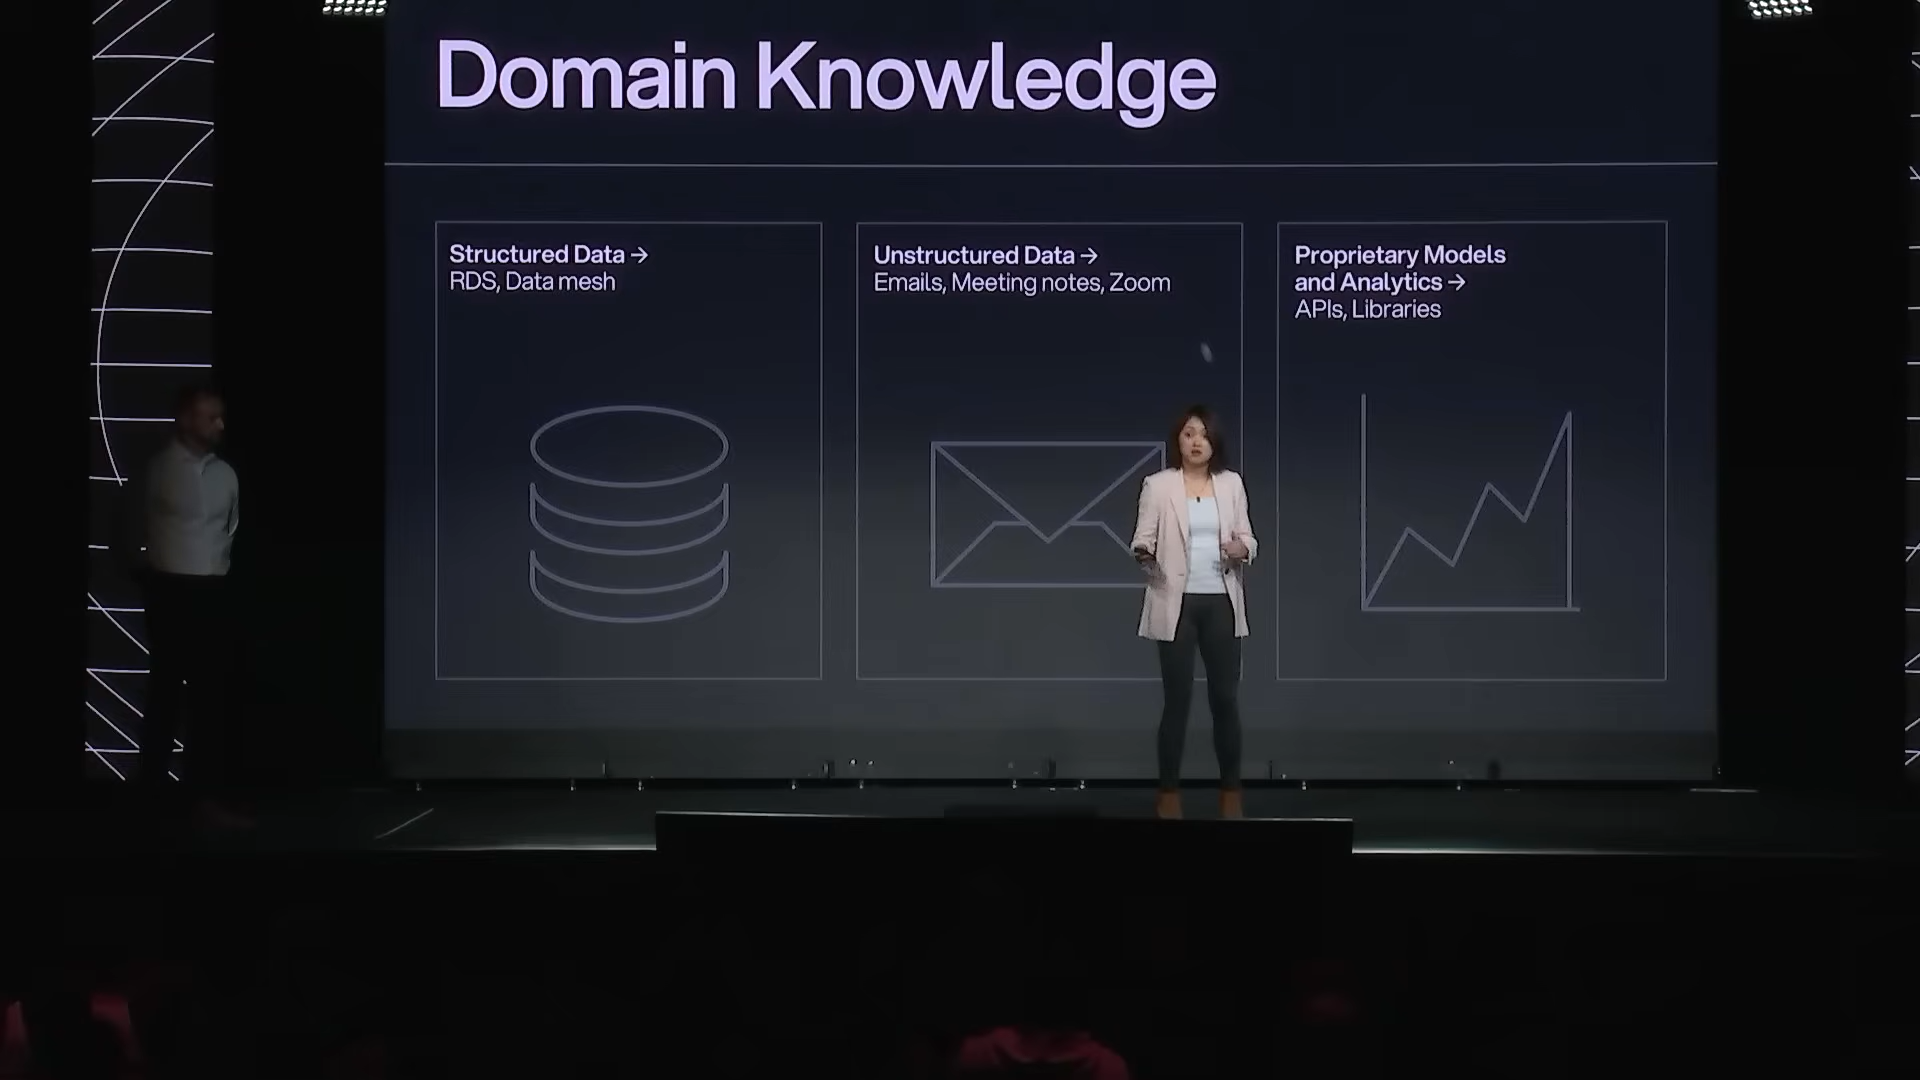 Domain Knowledge
Structured Data →
RDS, Data mesh
Unstructured Data →
Emails, Meeting notes, Zoom
Proprietary Models
and Analytics →
APIs, Libraries